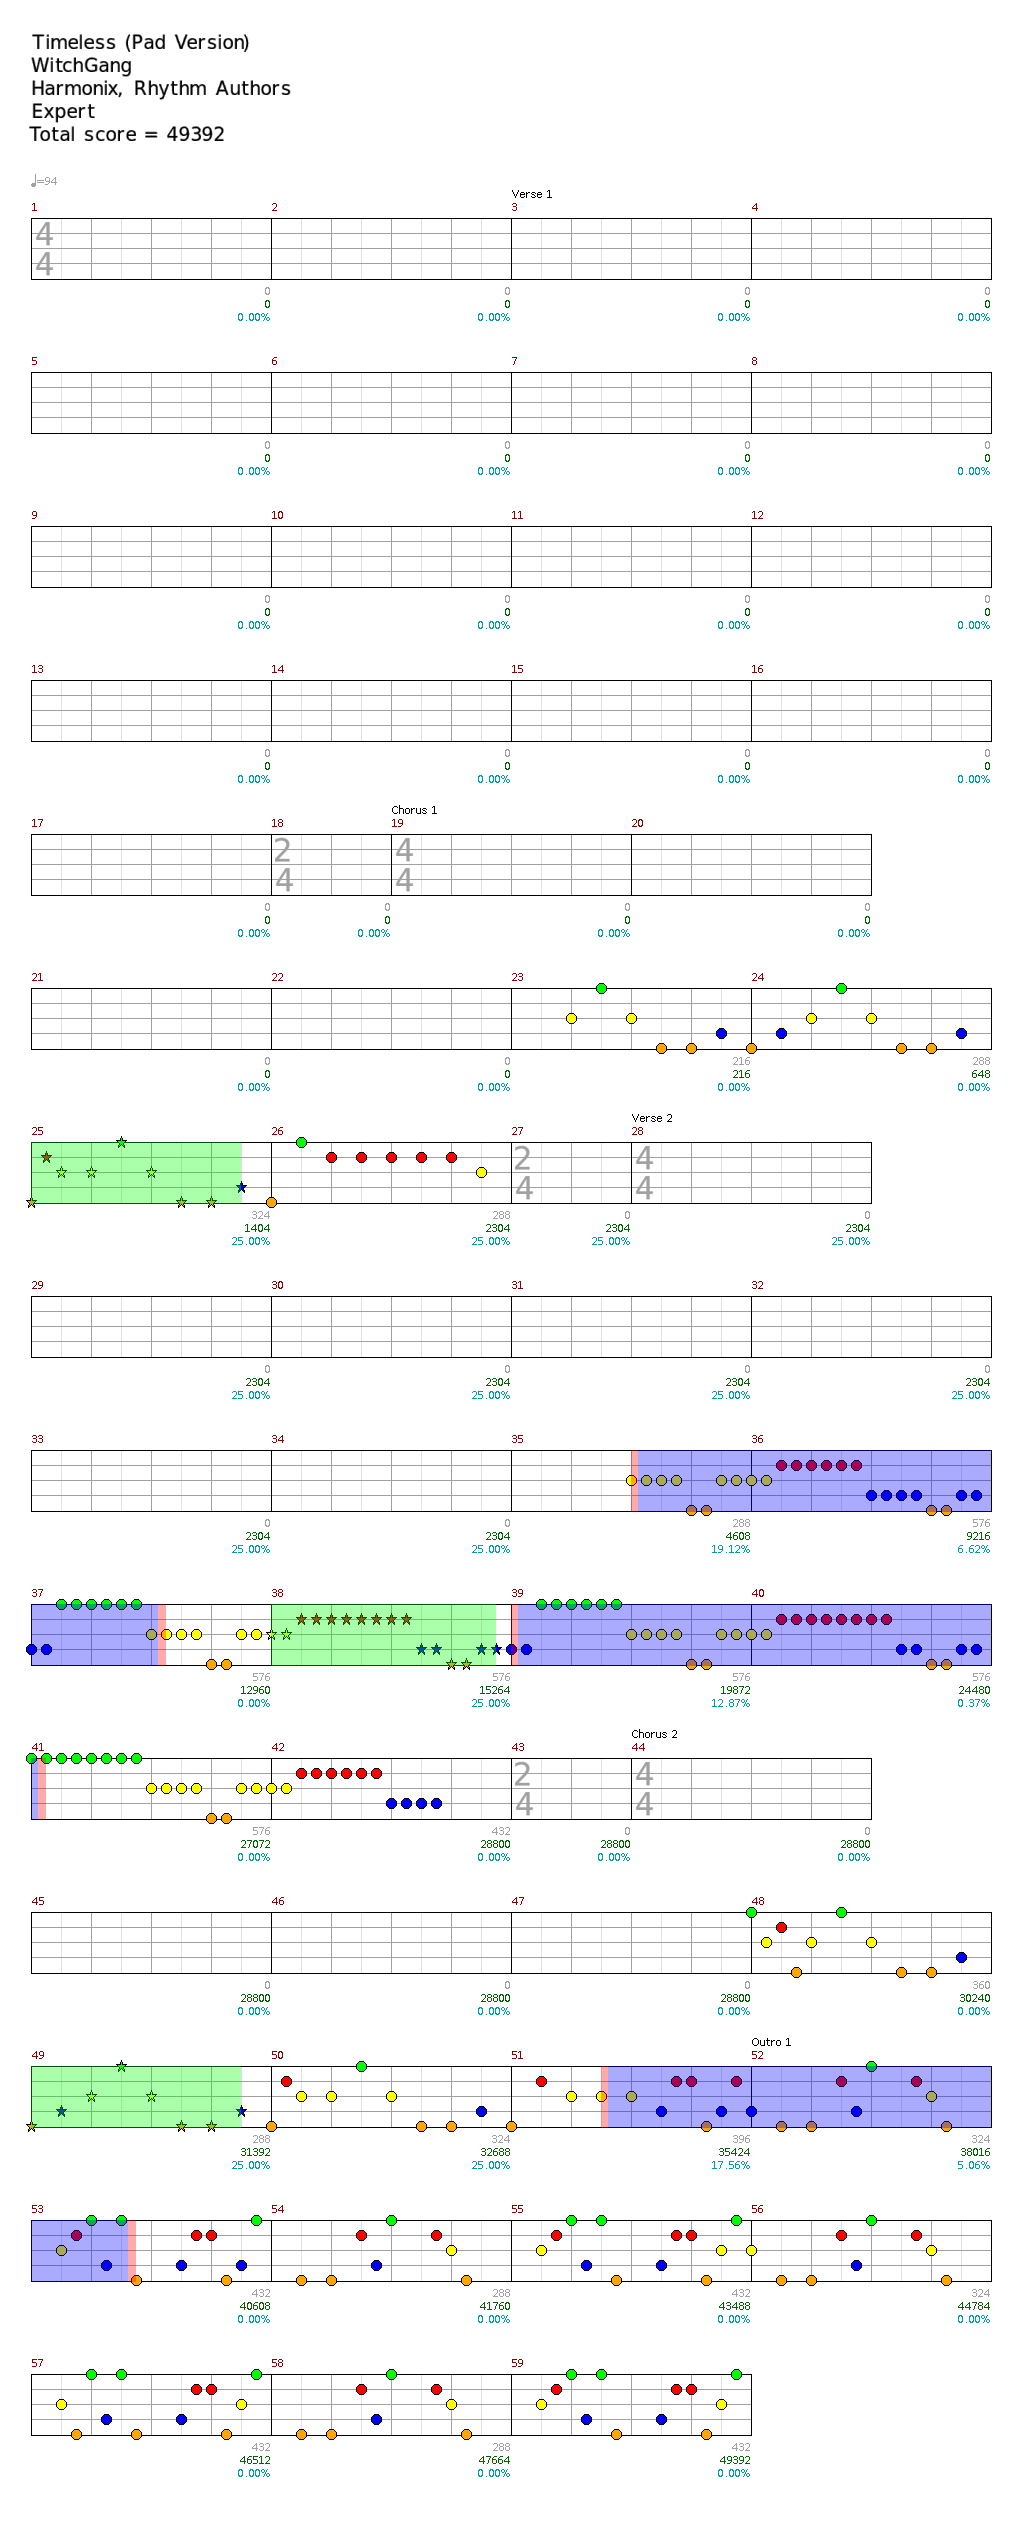 Timeless (Pad Version)
WitchGang
Harmonix, Rhythm Authors
Expert
Total score = 49392
♩=94
Verse 1
1 2 3 4
4
4
0 0 0 0
0 0 0 0
0.00% 0.00% 0.00% 0.00%
5 6 7 8
0 0 0 0
0 0 0 0
0.00% 0.00% 0.00% 0.00%
9 10 11 12
0 0 0 0
0 0 0 0
0.00% 0.00% 0.00% 0.00%
13 14 15 16
0 0 0 0
0 0 0 0
0.00% 0.00% 0.00% 0.00%
Chorus 1
17 18 19 20
2 4
4 4
0 0 0 0
0 0 0 0
0.00% 0.00% 0.00% 0.00%
21 22 23 24
0 0 216 288
0 0 216 648
0.00% 0.00% 0.00% 0.00%
Verse 2
25 26 27 28
2 4
4 4
324 288 0 0
1404 2304 2304 2304
25.00% 25.00% 25.00% 25.00%
29 30 31 32
0 0 0 0
2304 2304 2304 2304
25.00% 25.00% 25.00% 25.00%
33 34 35 36
0 0 288 576
2304 2304 4608 9216
25.00% 25.00% 19.12% 6.62%
37 38 39 40
576 576 576 576
12960 15264 19872 24480
0.00% 25.00% 12.87% 0.37%
Chorus 2
41 42 43 44
2 4
4 4
576 432 0 0
27072 28800 28800 28800
0.00% 0.00% 0.00% 0.00%
45 46 47 48
0 0 0 360
28800 28800 28800 30240
0.00% 0.00% 0.00% 0.00%
Outro 1
49 50 51 52
288 324 396 324
31392 32688 35424 38016
25.00% 25.00% 17.56% 5.06%
53 54 55 56
432 288 432 324
40608 41760 43488 44784
0.00% 0.00% 0.00% 0.00%
57 58 59
432 288 432
46512 47664 49392
0.00% 0.00% 0.00%